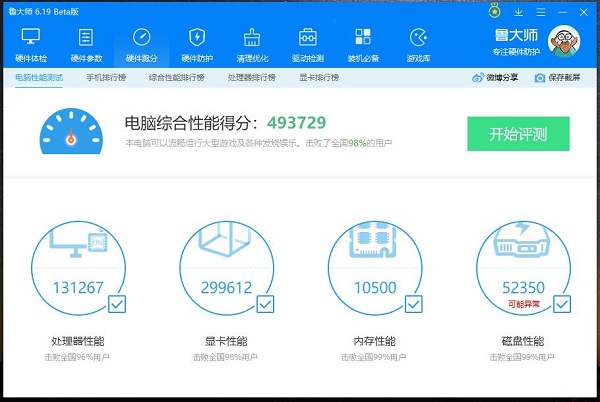 鲁大师 6.19 Beta版
硬件体检 硬件参数 硬件跑分 硬件防护 清理优化 驱动检测 装机必备 游戏库
鲁大师
专注硬件防护
电脑性能测试 手机排行榜 综合性能排行榜 处理器排行榜 显卡排行榜 微博分享 保存截屏
电脑综合性能得分：493729
本电脑可以流畅运行大型游戏及各种发烧娱乐。击败了全国98%的用户
开始评测
131267 299612 10500 52350
可能异常
处理器性能 显卡性能 内存性能 磁盘性能
击败全国96%用户 击败全国98%用户 击败全国99%用户 击败全国99%用户